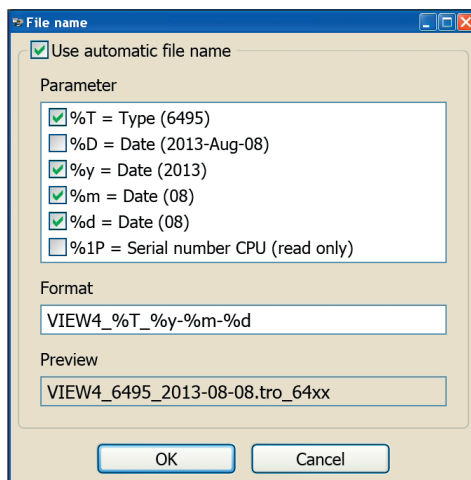 File name
Use automatic file name
Parameter
%T = Type (6495)
%D = Date (2013-Aug-08)
%y = Date (2013)
%m = Date (08)
%d = Date (08)
%1P = Serial number CPU (read only)
Format
VIEW4_%T_%y-%m-%d
Preview
VIEW4_6495_2013-08-08.tro_64xx
OK Cancel